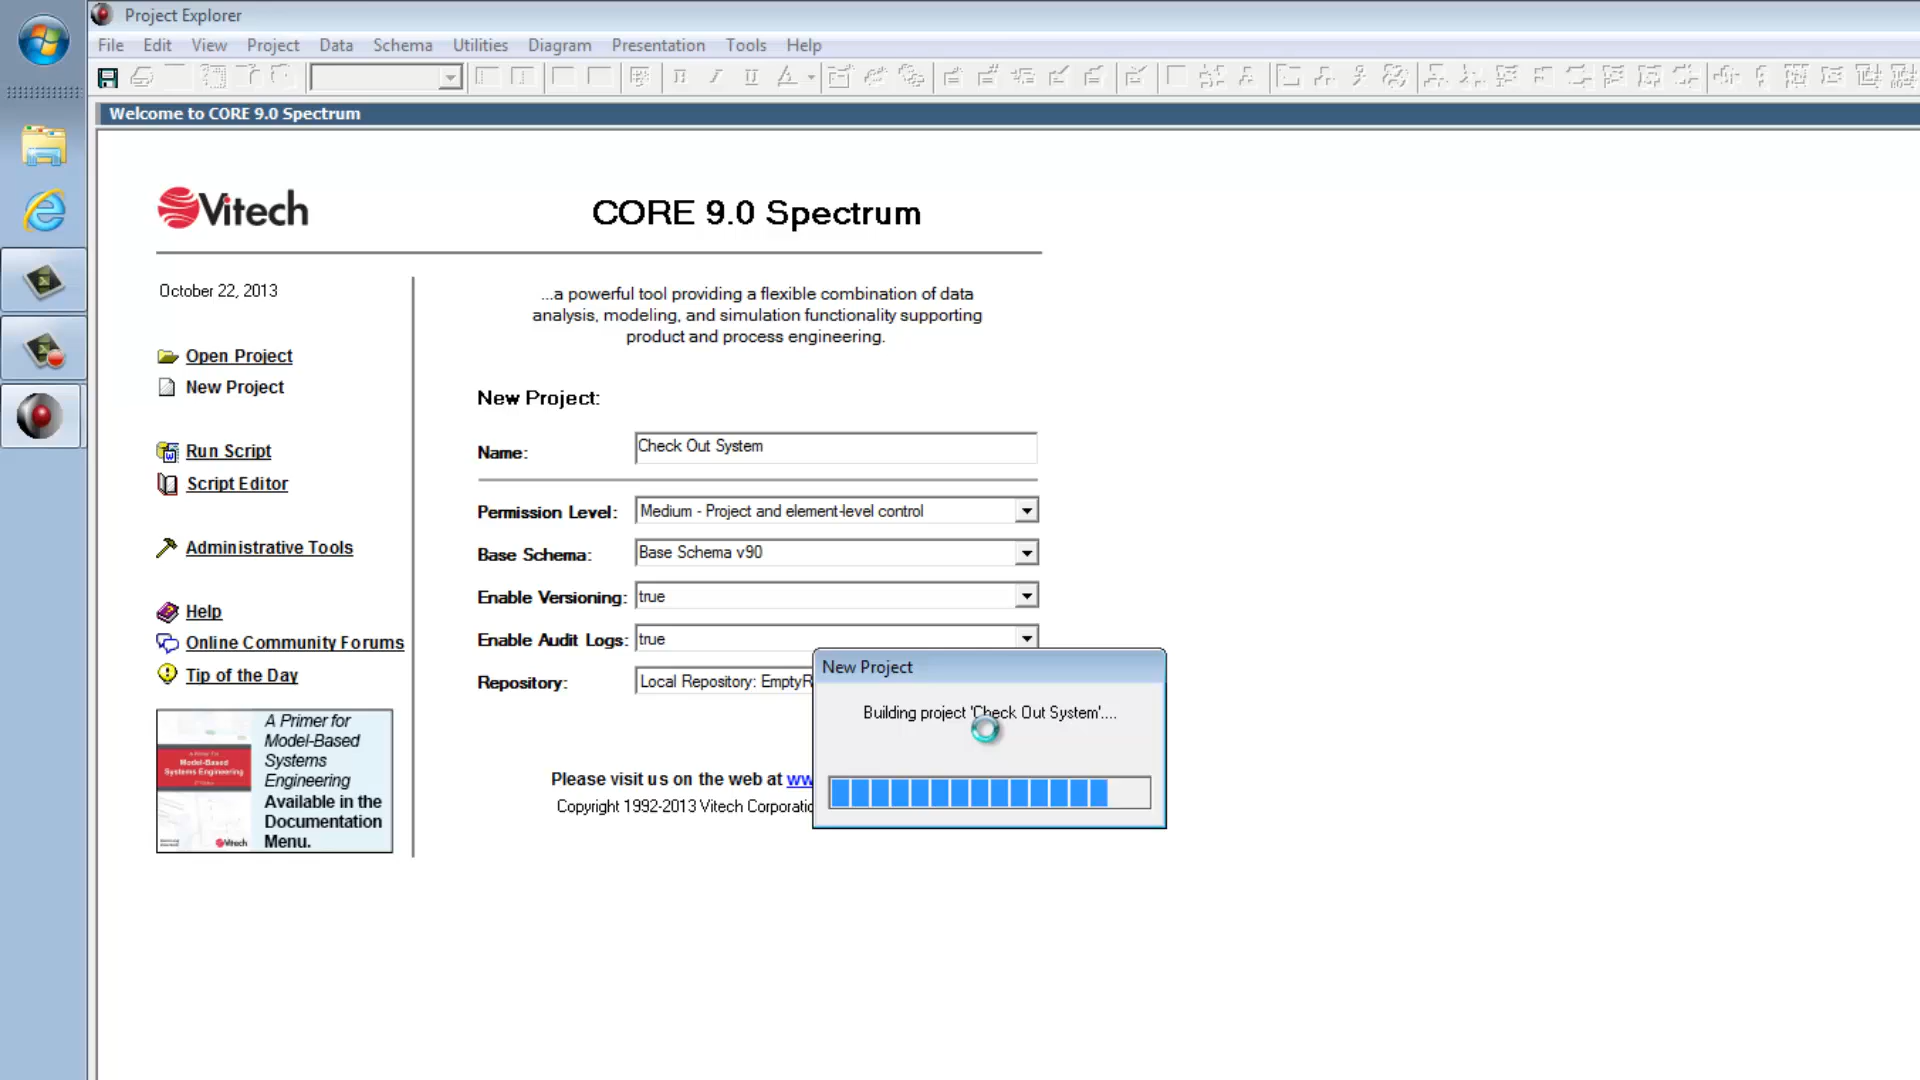 Project Explorer
File Edit View Project Data Schema Utilities Diagram Presentation Tools Help
Welcome to CORE 9.0 Spectrum
Vitech
CORE 9.0 Spectrum
October 22, 2013
...a powerful tool providing a flexible combination of data
analysis, modeling, and simulation functionality supporting
product and process engineering.
Open Project
New Project
Run Script
Script Editor
Administrative Tools
Help
Online Community Forums
Tip of the Day
A Primer for
Model-Based
Systems
Engineering
Available in the
Documentation
Menu.
Model-Based
Systems Engineering
Vitech
New Project:
Name: Check Out System
Permission Level: Medium - Project and element-level control
Base Schema: Base Schema v90
Enable Versioning: true
Enable Audit Logs: true
Repository: Local Repository: EmptyR
Please visit us on the web at ww
Copyright 1992-2013 Vitech Corporatio
New Project
Building project 'Check Out System'....